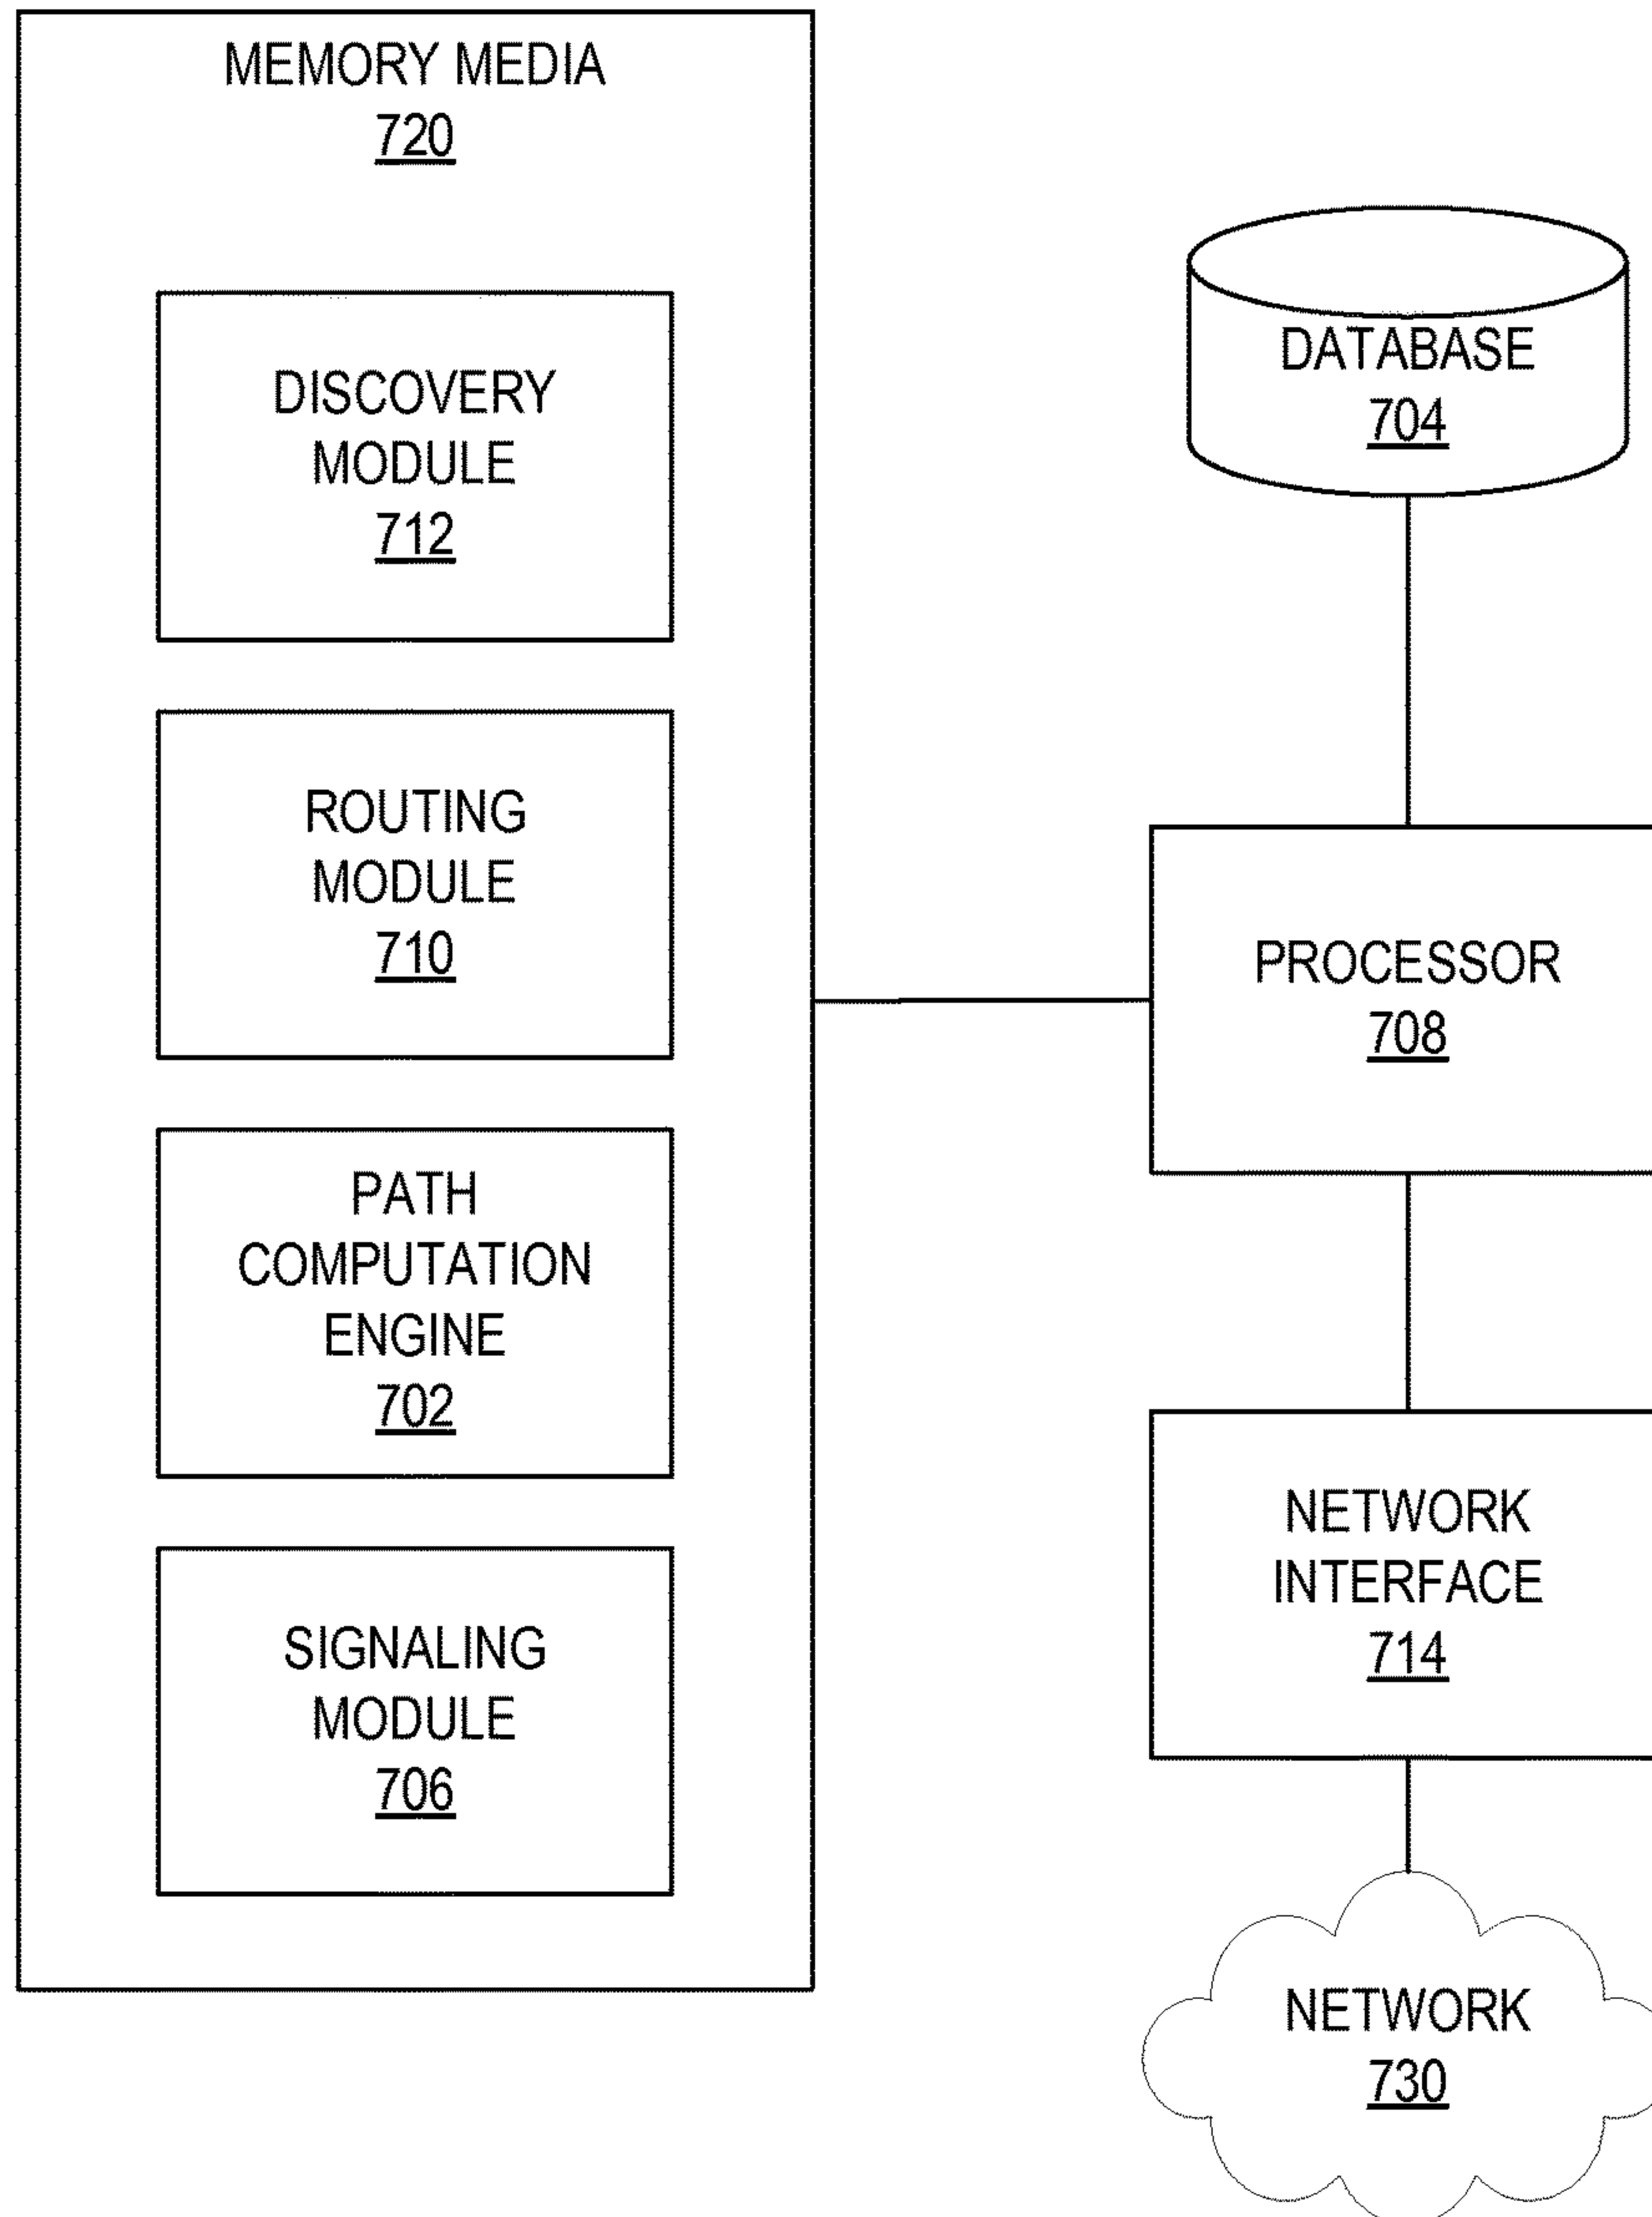 MEMORY MEDIA
720
DISCOVERY
MODULE
712
ROUTING
MODULE
710
PATH
COMPUTATION
ENGINE
702
SIGNALING
MODULE
706
DATABASE
704
PROCESSOR
708
NETWORK
INTERFACE
714
NETWORK
730